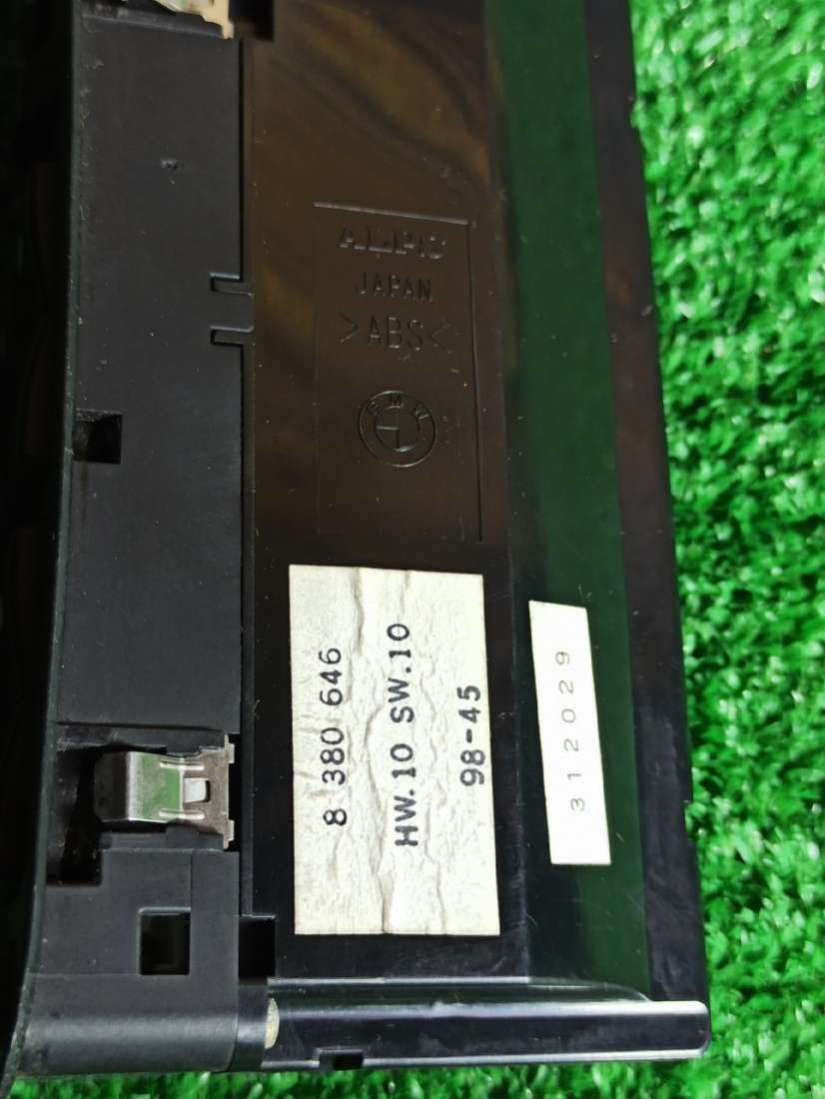 ALPS
JAPAN
>ABS<
BMW
8 380 646
HW.10 SW.10
98-45
312029